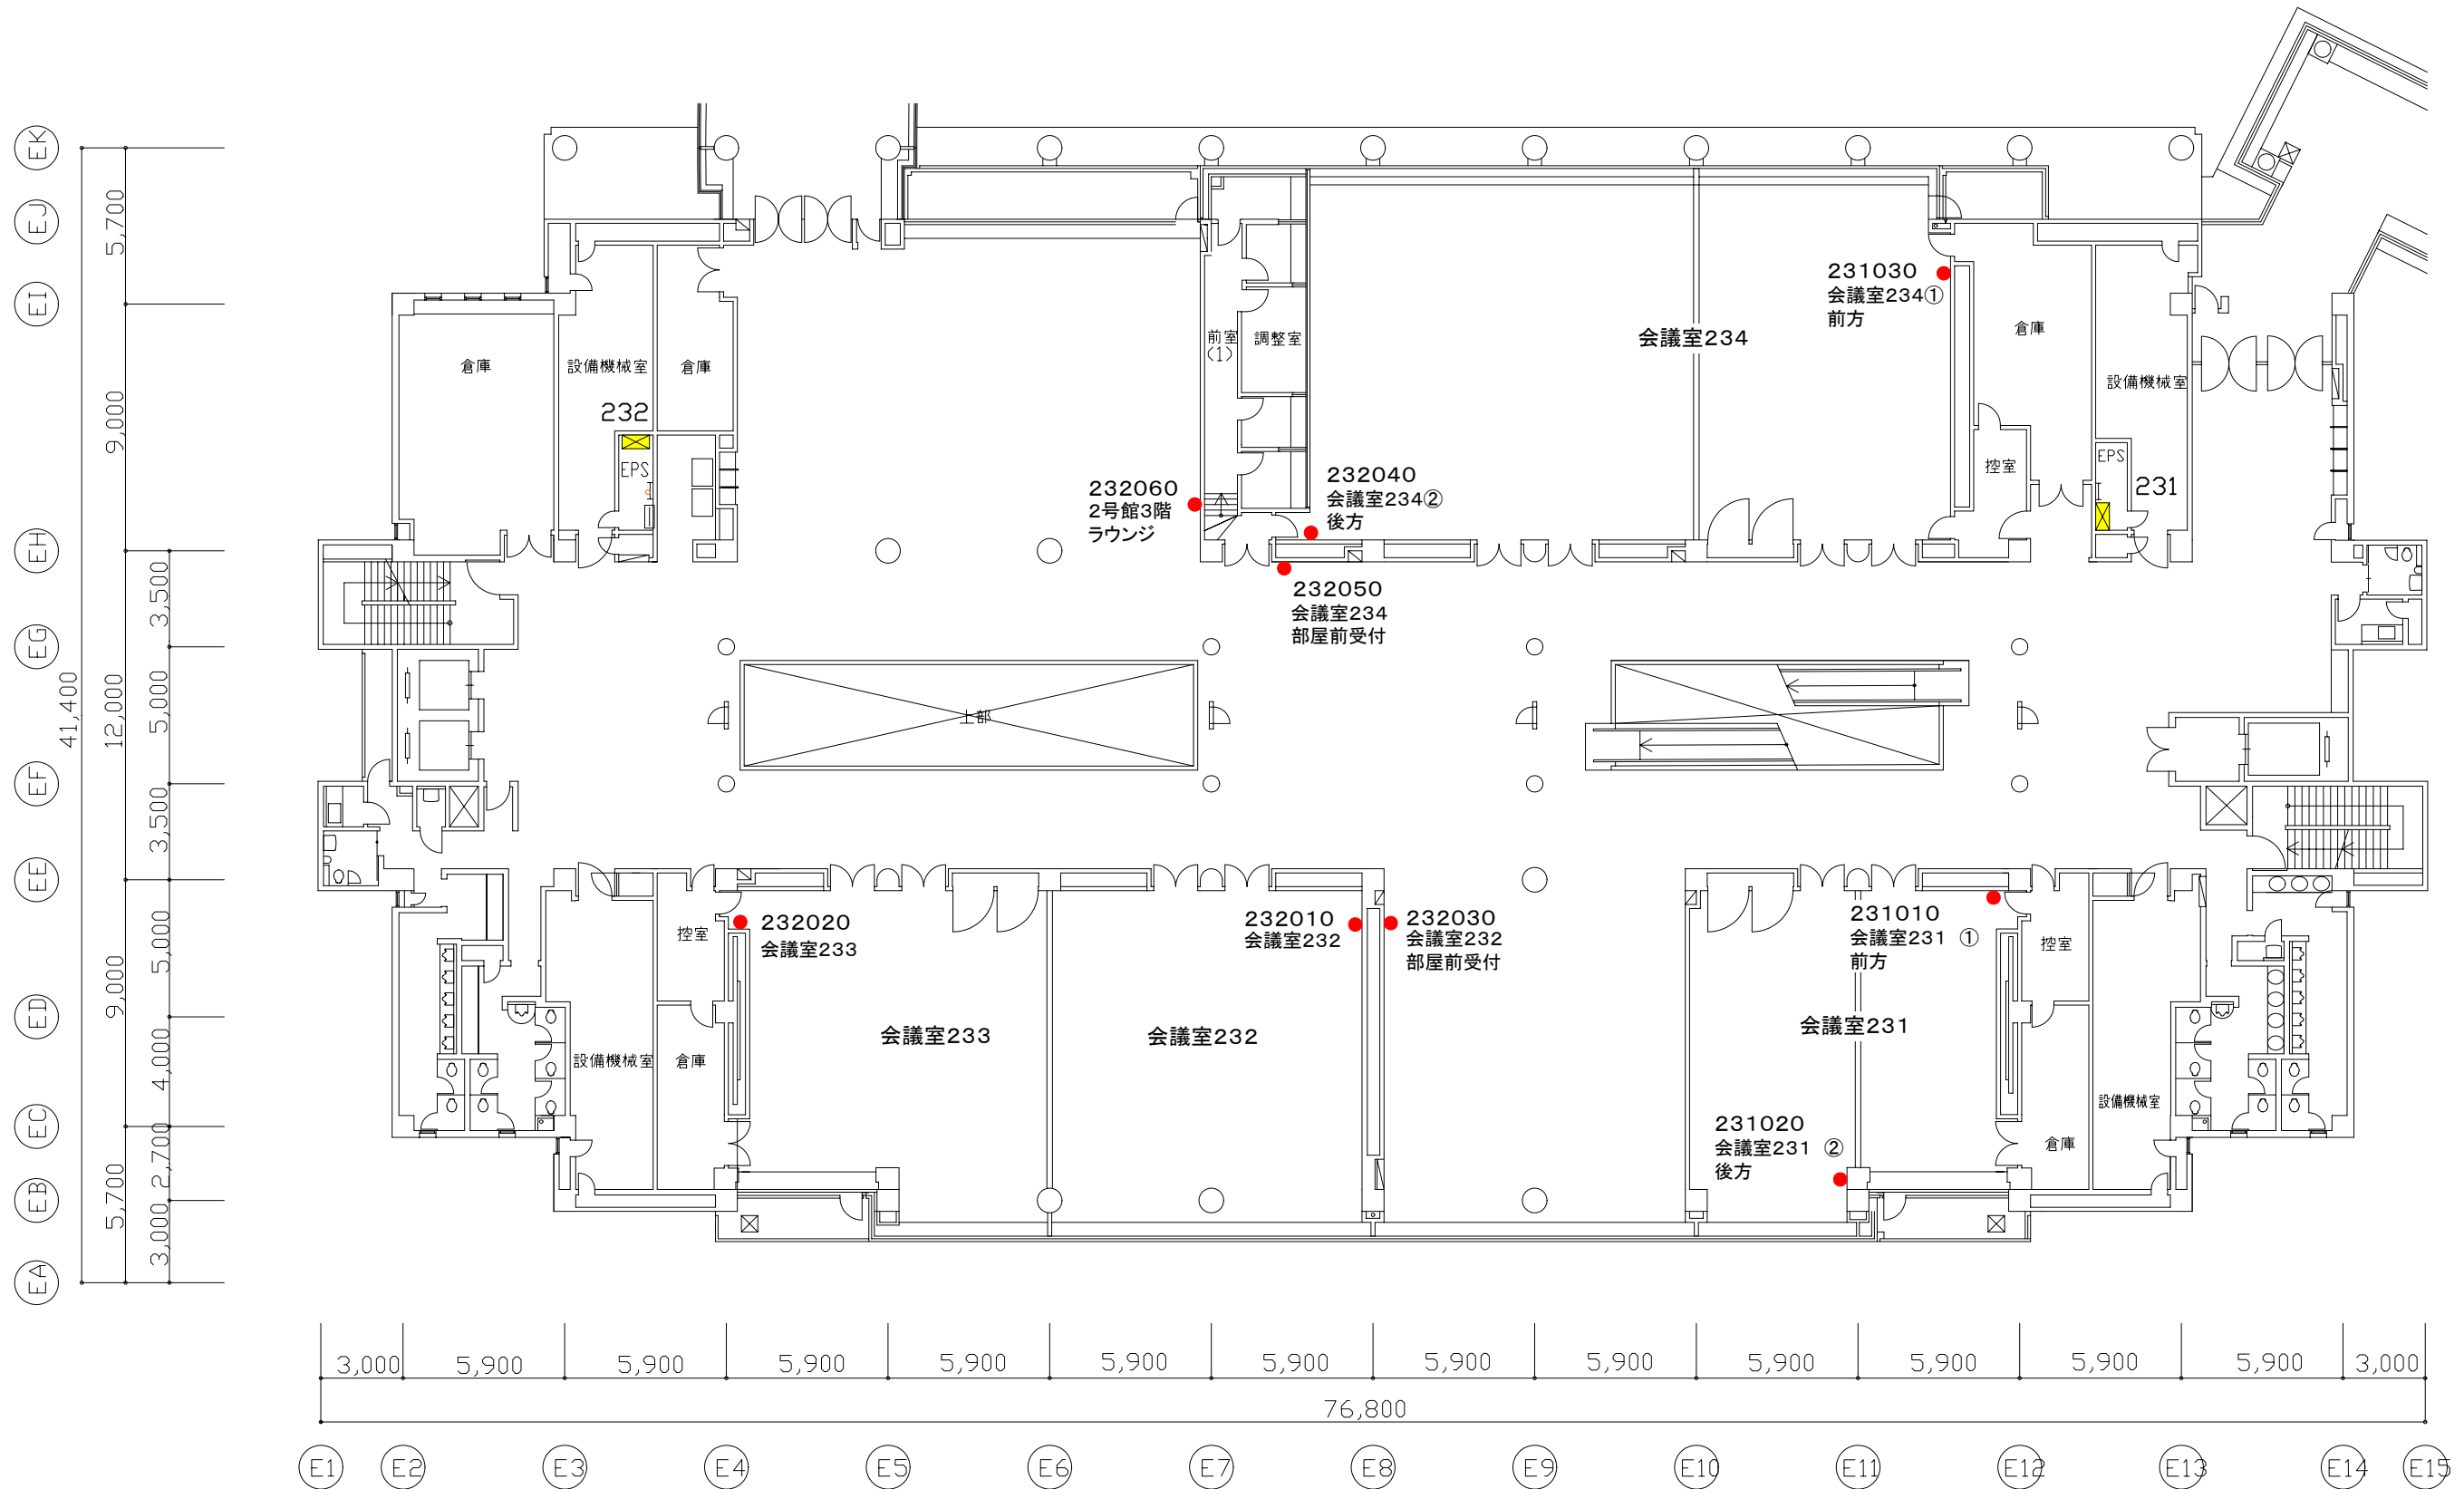 EK
EJ
EI
EH
EG
EF
EE
ED
EC
EB
EA
5,700
9,000
12,000
9,000
5,700
41,400
3,500
5,000
3,500
5,000
4,000
2,700
3,000
倉庫
設備機械室
倉庫
232
EPS
前室
(1)
調整室
会議室234
231030
会議室234①
前方
倉庫
設備機械室
控室
EPS
231
232060
2号館3階
ラウンジ
232040
会議室234②
後方
232050
会議室234
部屋前受付
上部
控室
232020
会議室233
232010
会議室232
232030
会議室232
部屋前受付
231010
会議室231 ①
前方
控室
設備機械室
倉庫
会議室233
会議室232
会議室231
設備機械室
倉庫
231020
会議室231 ②
後方
3,000
5,900
5,900
5,900
5,900
5,900
5,900
5,900
5,900
5,900
5,900
5,900
5,900
3,000
76,800
E1
E2
E3
E4
E5
E6
E7
E8
E9
E10
E11
E12
E13
E14
E15